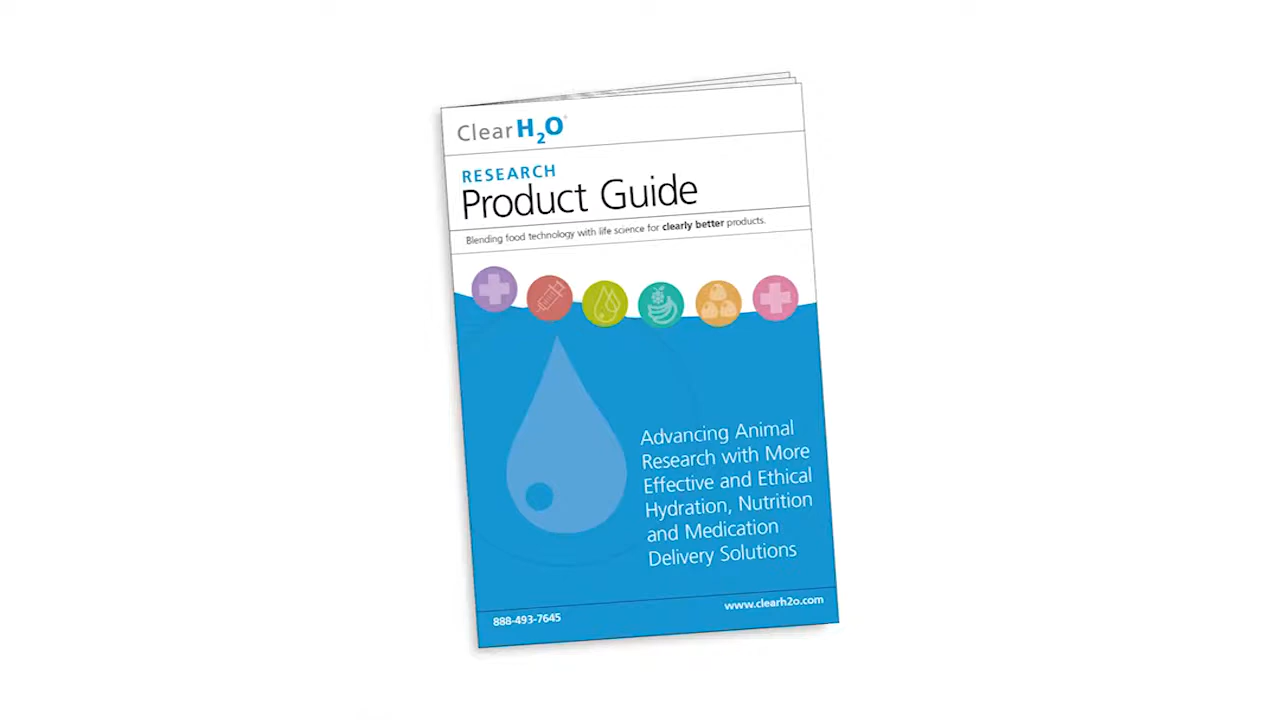 ClearH₂O®
RESEARCH
Product Guide
Blending food technology with life science for clearly better products.
Advancing Animal
Research with More
Effective and Ethical
Hydration, Nutrition
and Medication
Delivery Solutions
888-493-7645
www.clearh2o.com